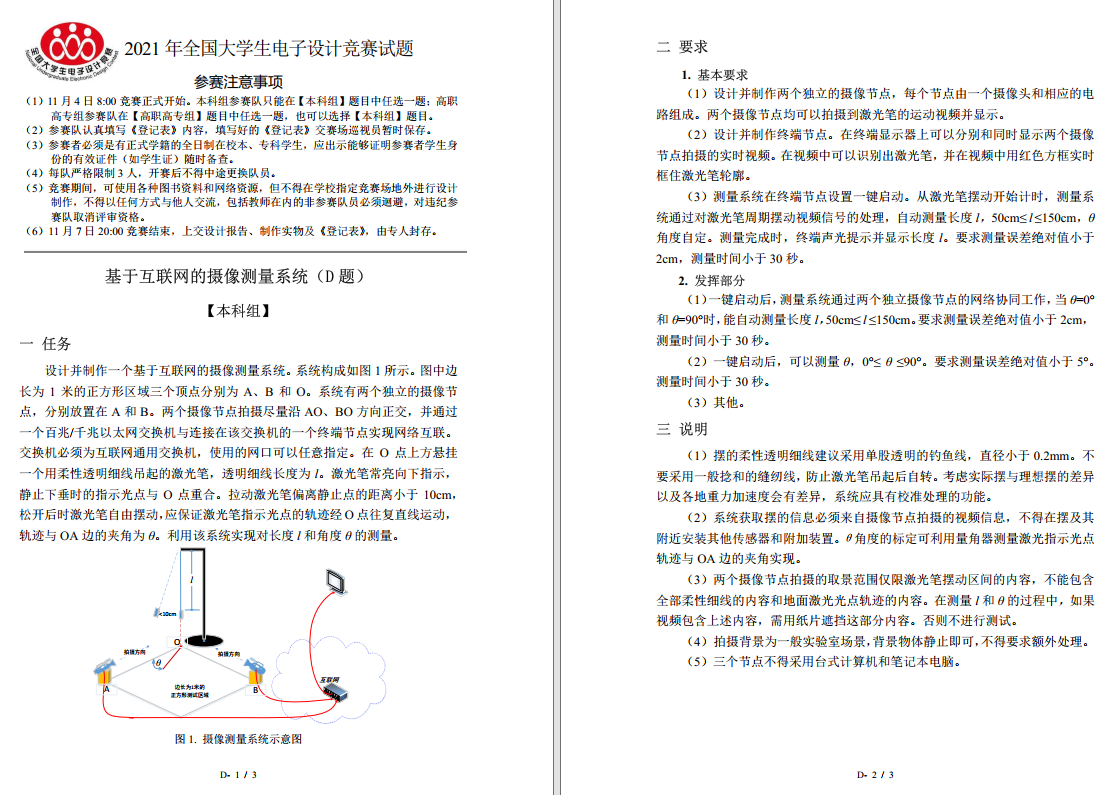 全国大学生电子设计竞赛
National Undergraduate Electronic Design Contest
2021 年全国大学生电子设计竞赛试题
参赛注意事项
（1）11 月 4 日 8:00 竞赛正式开始。本科组参赛队只能在【本科组】题目中任选一题；高职
高专组参赛队在【高职高专组】题目中任选一题，也可以选择【本科组】题目。
（2）参赛队认真填写《登记表》内容，填写好的《登记表》交赛场巡视员暂时保存。
（3）参赛者必须是有正式学籍的全日制在校本、专科学生，应出示能够证明参赛者学生身
份的有效证件（如学生证）随时备查。
（4）每队严格限制 3 人，开赛后不得中途更换队员。
（5）竞赛期间，可使用各种图书资料和网络资源，但不得在学校指定竞赛场地外进行设计
制作，不得以任何方式与他人交流，包括教师在内的非参赛队员必须迴避，对违纪参
赛队取消评审资格。
（6）11 月 7 日 20:00 竞赛结束，上交设计报告、制作实物及《登记表》，由专人封存。
基于互联网的摄像测量系统（D 题）
【本科组】
一 任务
设计并制作一个基于互联网的摄像测量系统。系统构成如图 1 所示。图中边
长为 1 米的正方形区域三个顶点分别为 A、B 和 O。系统有两个独立的摄像节
点，分别放置在 A 和 B。两个摄像节点拍摄尽量沿 AO、BO 方向正交，并通过
一个百兆/千兆以太网交换机与连接在该交换机的一个终端节点实现网络互联。
交换机必须为互联网通用交换机，使用的网口可以任意指定。在 O 点上方悬挂
一个用柔性透明细线吊起的激光笔，透明细线长度为 l。激光笔常亮向下指示，
静止下垂时的指示光点与 O 点重合。拉动激光笔偏离静止点的距离小于 10cm，
松开后时激光笔自由摆动，应保证激光笔指示光点的轨迹经 O 点往复直线运动，
轨迹与 OA 边的夹角为 θ。利用该系统实现对长度 l 和角度 θ 的测量。
l
<10cm
O
θ
拍摄方向
拍摄方向
A
B
边长为1米的
正方形测试区域
互联网
图 1. 摄像测量系统示意图
D- 1 / 3
二 要求
1. 基本要求
（1）设计并制作两个独立的摄像节点，每个节点由一个摄像头和相应的电
路组成。两个摄像节点均可以拍摄到激光笔的运动视频并显示。
（2）设计并制作终端节点。在终端显示器上可以分别和同时显示两个摄像
节点拍摄的实时视频。在视频中可以识别出激光笔，并在视频中用红色方框实时
框住激光笔轮廓。
（3）测量系统在终端节点设置一键启动。从激光笔摆动开始计时，测量系
统通过对激光笔周期摆动视频信号的处理，自动测量长度 l，50cm≤ l ≤150cm，θ
角度自定。测量完成时，终端声光提示并显示长度 l。要求测量误差绝对值小于
2cm，测量时间小于 30 秒。
2. 发挥部分
（1）一键启动后，测量系统通过两个独立摄像节点的网络协同工作，当 θ=0°
和 θ=90°时，能自动测量长度 l，50cm≤ l ≤150cm。要求测量误差绝对值小于 2cm，
测量时间小于 30 秒。
（2）一键启动后，可以测量 θ，0°≤ θ ≤90°。要求测量误差绝对值小于 5°。
测量时间小于 30 秒。
（3）其他。
三 说明
（1）摆的柔性透明细线建议采用单股透明的钓鱼线，直径小于 0.2mm。不
要采用一般捻和的缝纫线，防止激光笔吊起后自转。考虑实际摆与理想摆的差异
以及各地重力加速度会有差异，系统应具有校准处理的功能。
（2）系统获取摆的信息必须来自摄像节点拍摄的视频信息，不得在摆及其
附近安装其他传感器和附加装置。θ 角度的标定可利用量角器测量激光指示光点
轨迹与 OA 边的夹角实现。
（3）两个摄像节点拍摄的取景范围仅限激光笔摆动区间的内容，不能包含
全部柔性细线的内容和地面激光光点轨迹的内容。在测量 l 和 θ 的过程中，如果
视频包含上述内容，需用纸片遮挡这部分内容。否则不进行测试。
（4）拍摄背景为一般实验室场景，背景物体静止即可，不得要求额外处理。
（5）三个节点不得采用台式计算机和笔记本电脑。
D- 2 / 3